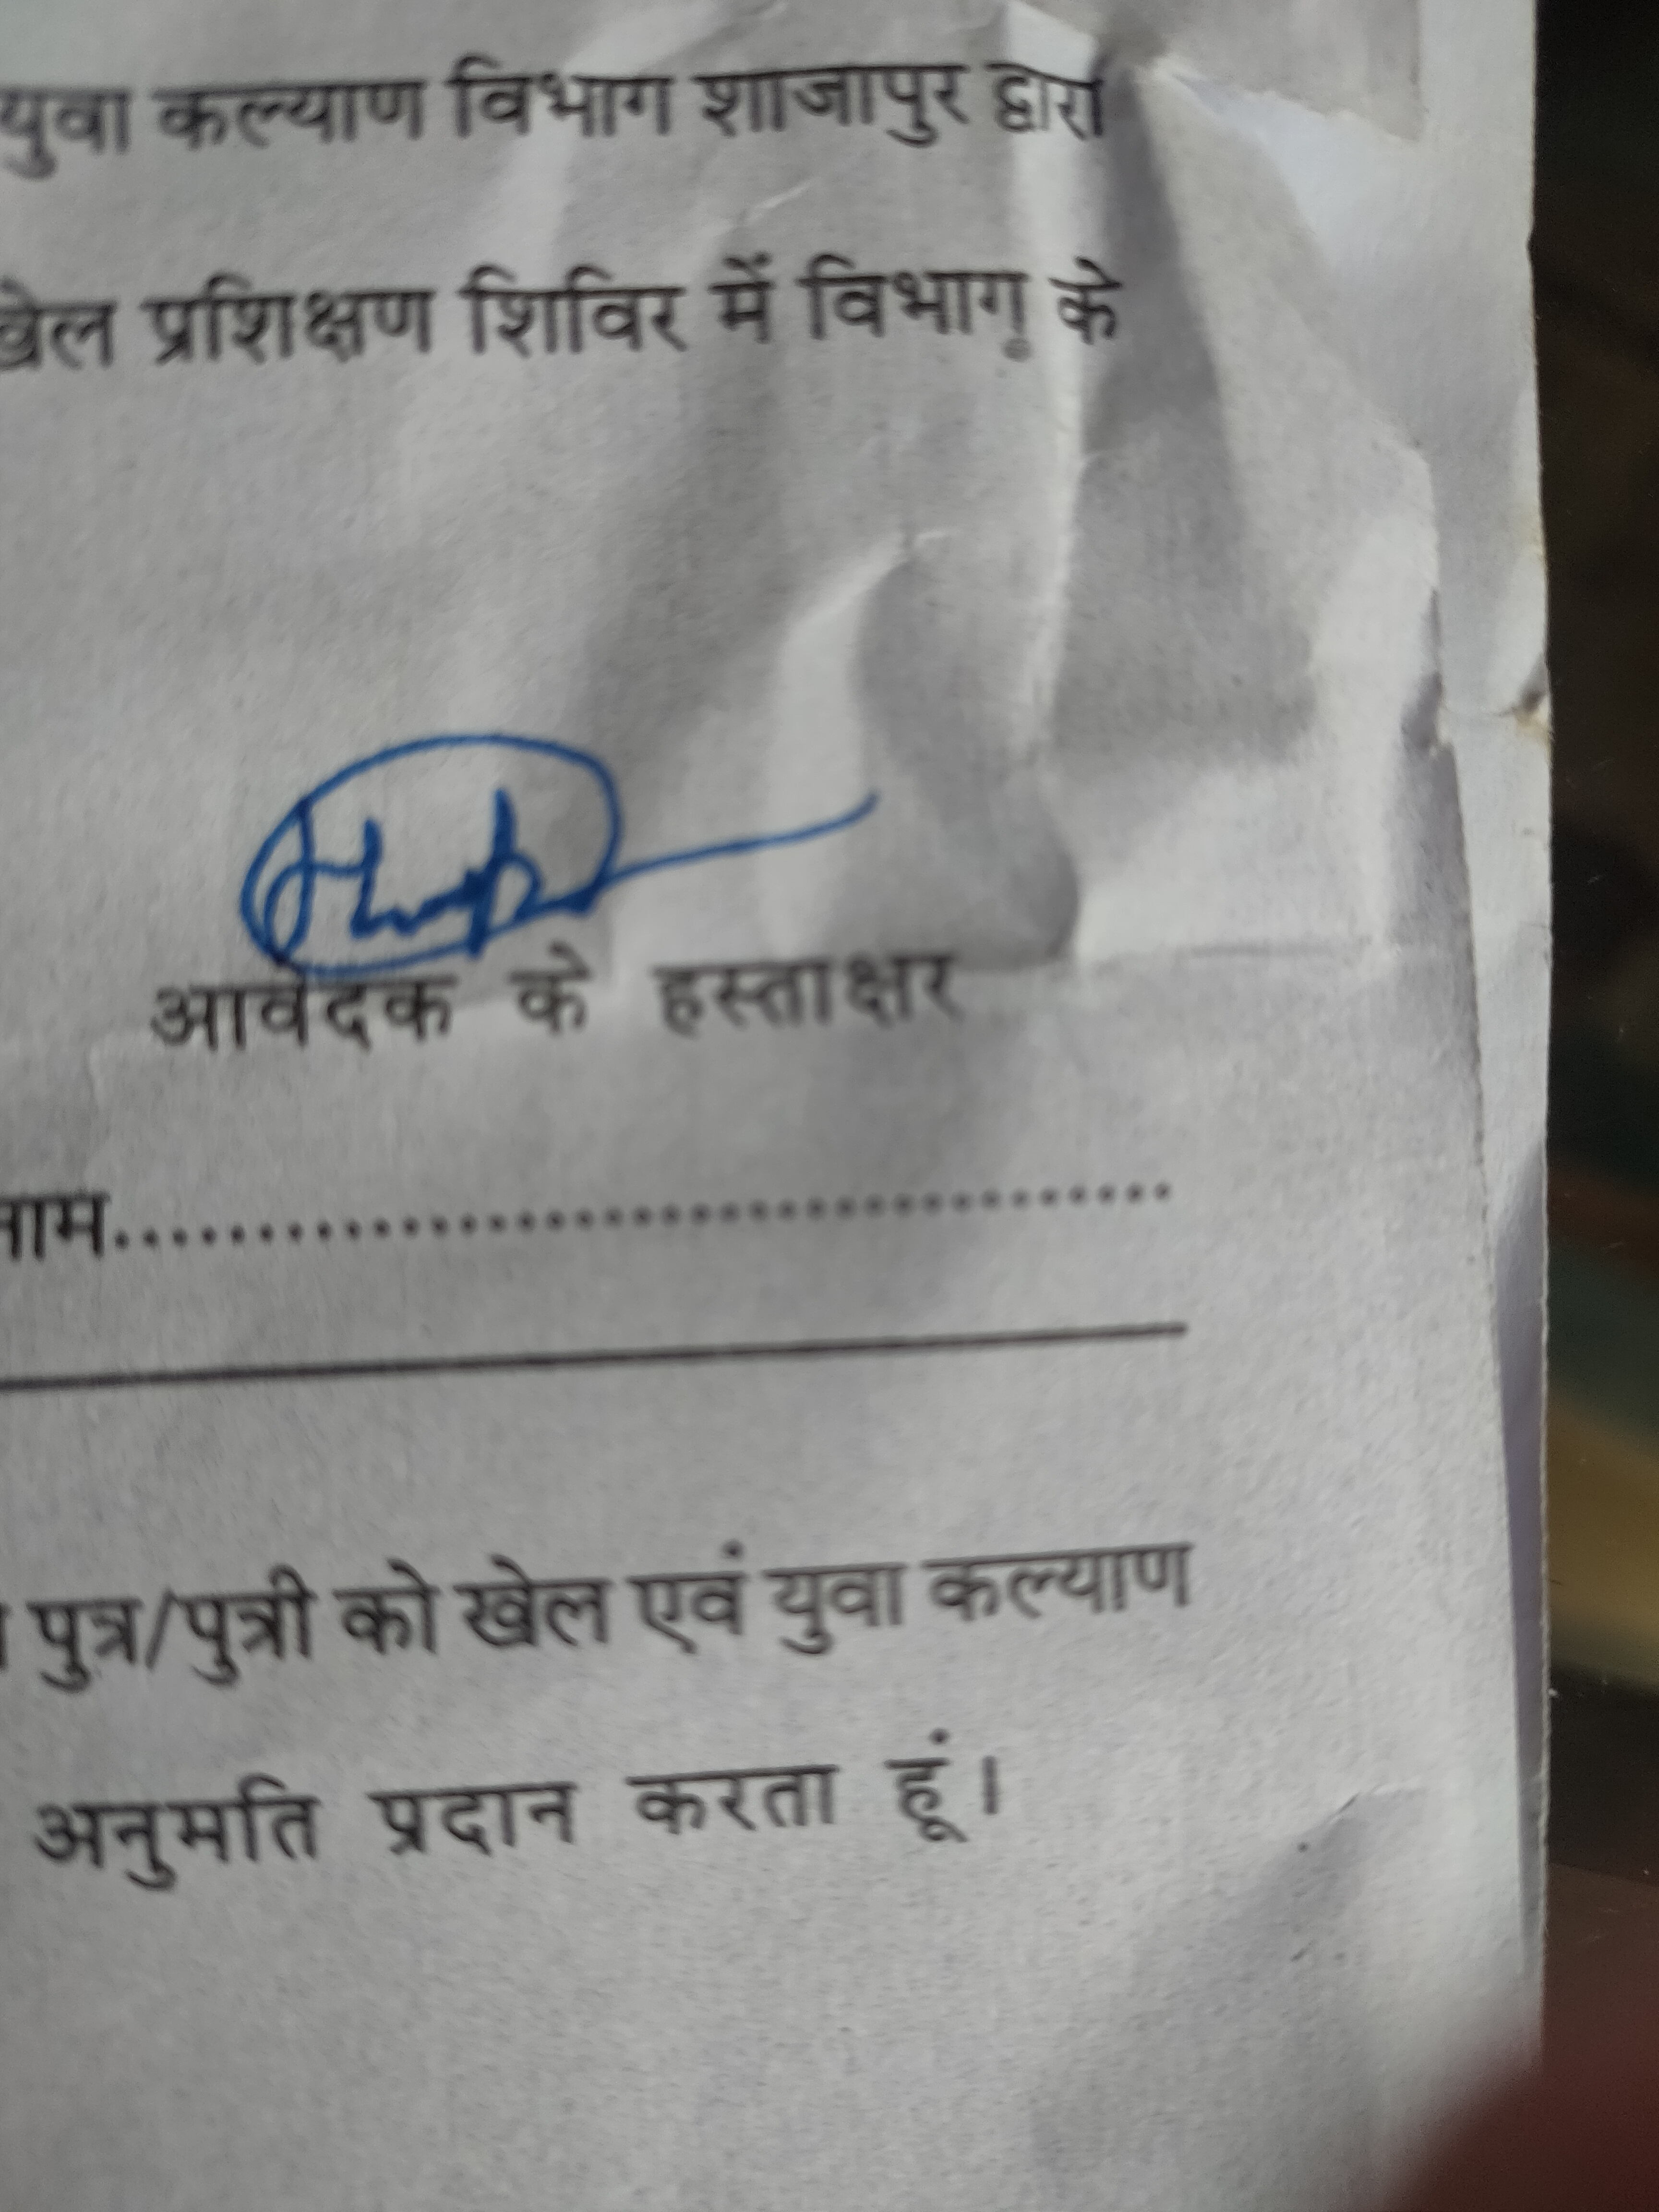 युवा कल्याण विभाग शाजापुर द्वारा
खेल प्रशिक्षण शिविर में विभाग के
आवेदक के हस्ताक्षर
नाम........................................
पुत्र/पुत्री को खेल एवं युवा कल्याण
अनुमति प्रदान करता हूं।